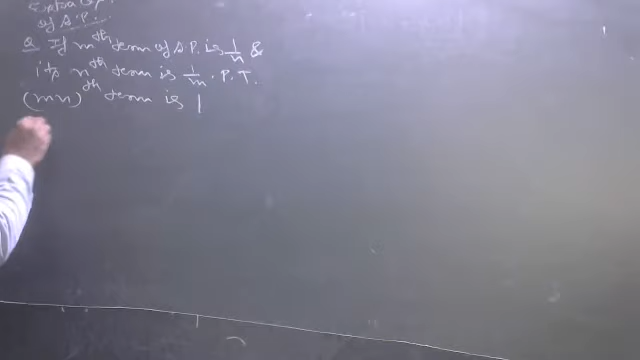 of A.P.
Q If mth term of A.P. is 1/n &
its nth term is 1/m. P.T.
(mn)th term is 1